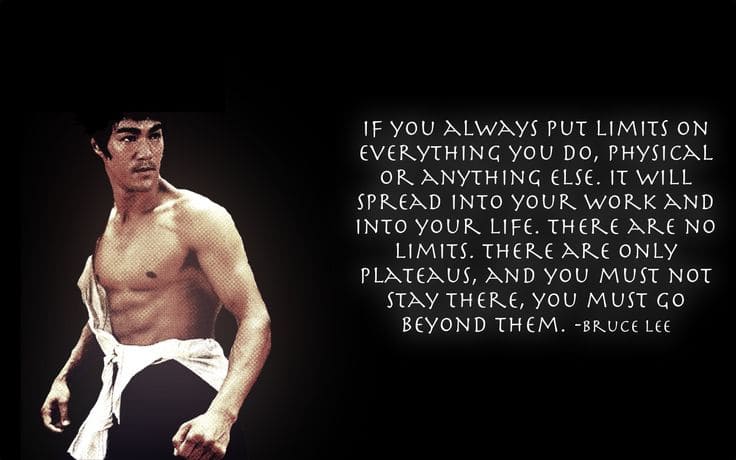 IF YOU ALWAYS PUT LIMITS ON
EVERYTHING YOU DO, PHYSICAL
OR ANYTHING ELSE. IT WILL
SPREAD INTO YOUR WORK AND
INTO YOUR LIFE. THERE ARE NO
LIMITS. THERE ARE ONLY
PLATEAUS, AND YOU MUST NOT
STAY THERE, YOU MUST GO
BEYOND THEM. -BRUCE LEE